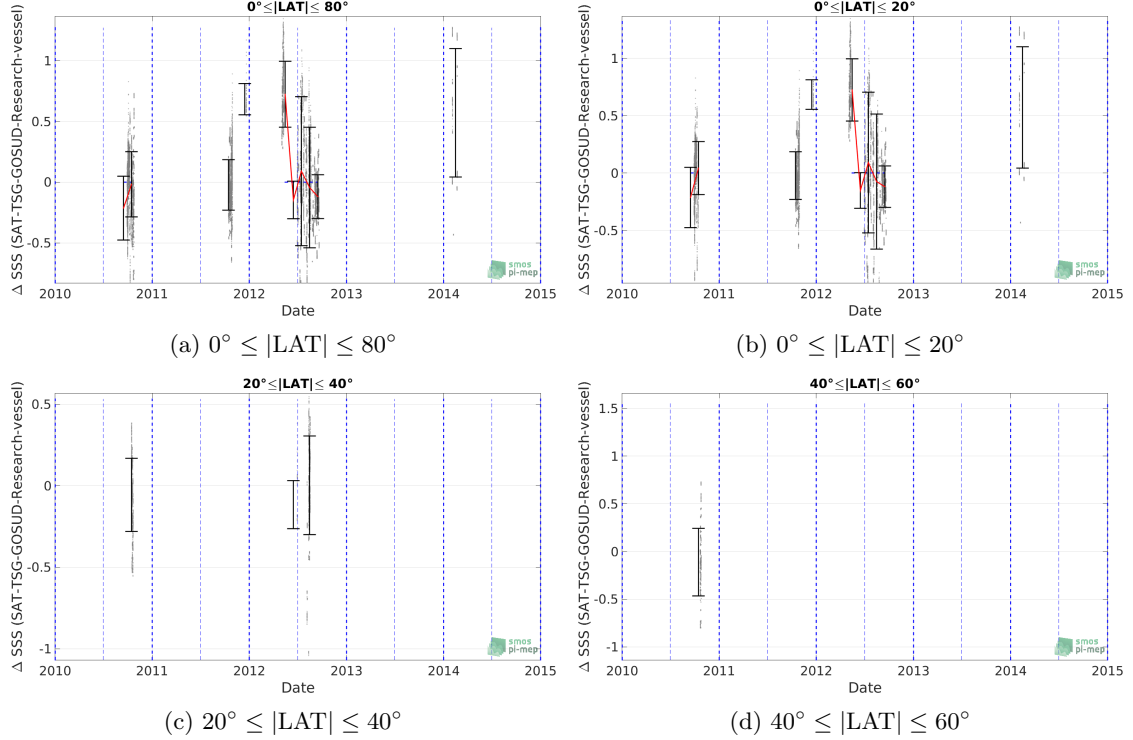 0°≤|LAT|≤ 80°
Δ SSS (SAT-TSG-GOSUD-Research-vessel)
1
0.5
0
-0.5
2010 2011 2012 2013 2014 2015
Date
smos
pi-mep
(a) 0° ≤ |LAT| ≤ 80°
0°≤|LAT|≤ 20°
Δ SSS (SAT-TSG-GOSUD-Research-vessel)
1
0.5
0
-0.5
2010 2011 2012 2013 2014 2015
Date
smos
pi-mep
(b) 0° ≤ |LAT| ≤ 20°
20°≤|LAT|≤ 40°
Δ SSS (SAT-TSG-GOSUD-Research-vessel)
0.5
0
-0.5
-1
2010 2011 2012 2013 2014 2015
Date
smos
pi-mep
(c) 20° ≤ |LAT| ≤ 40°
40°≤|LAT|≤ 60°
Δ SSS (SAT-TSG-GOSUD-Research-vessel)
1.5
1
0.5
0
-0.5
-1
2010 2011 2012 2013 2014 2015
Date
smos
pi-mep
(d) 40° ≤ |LAT| ≤ 60°